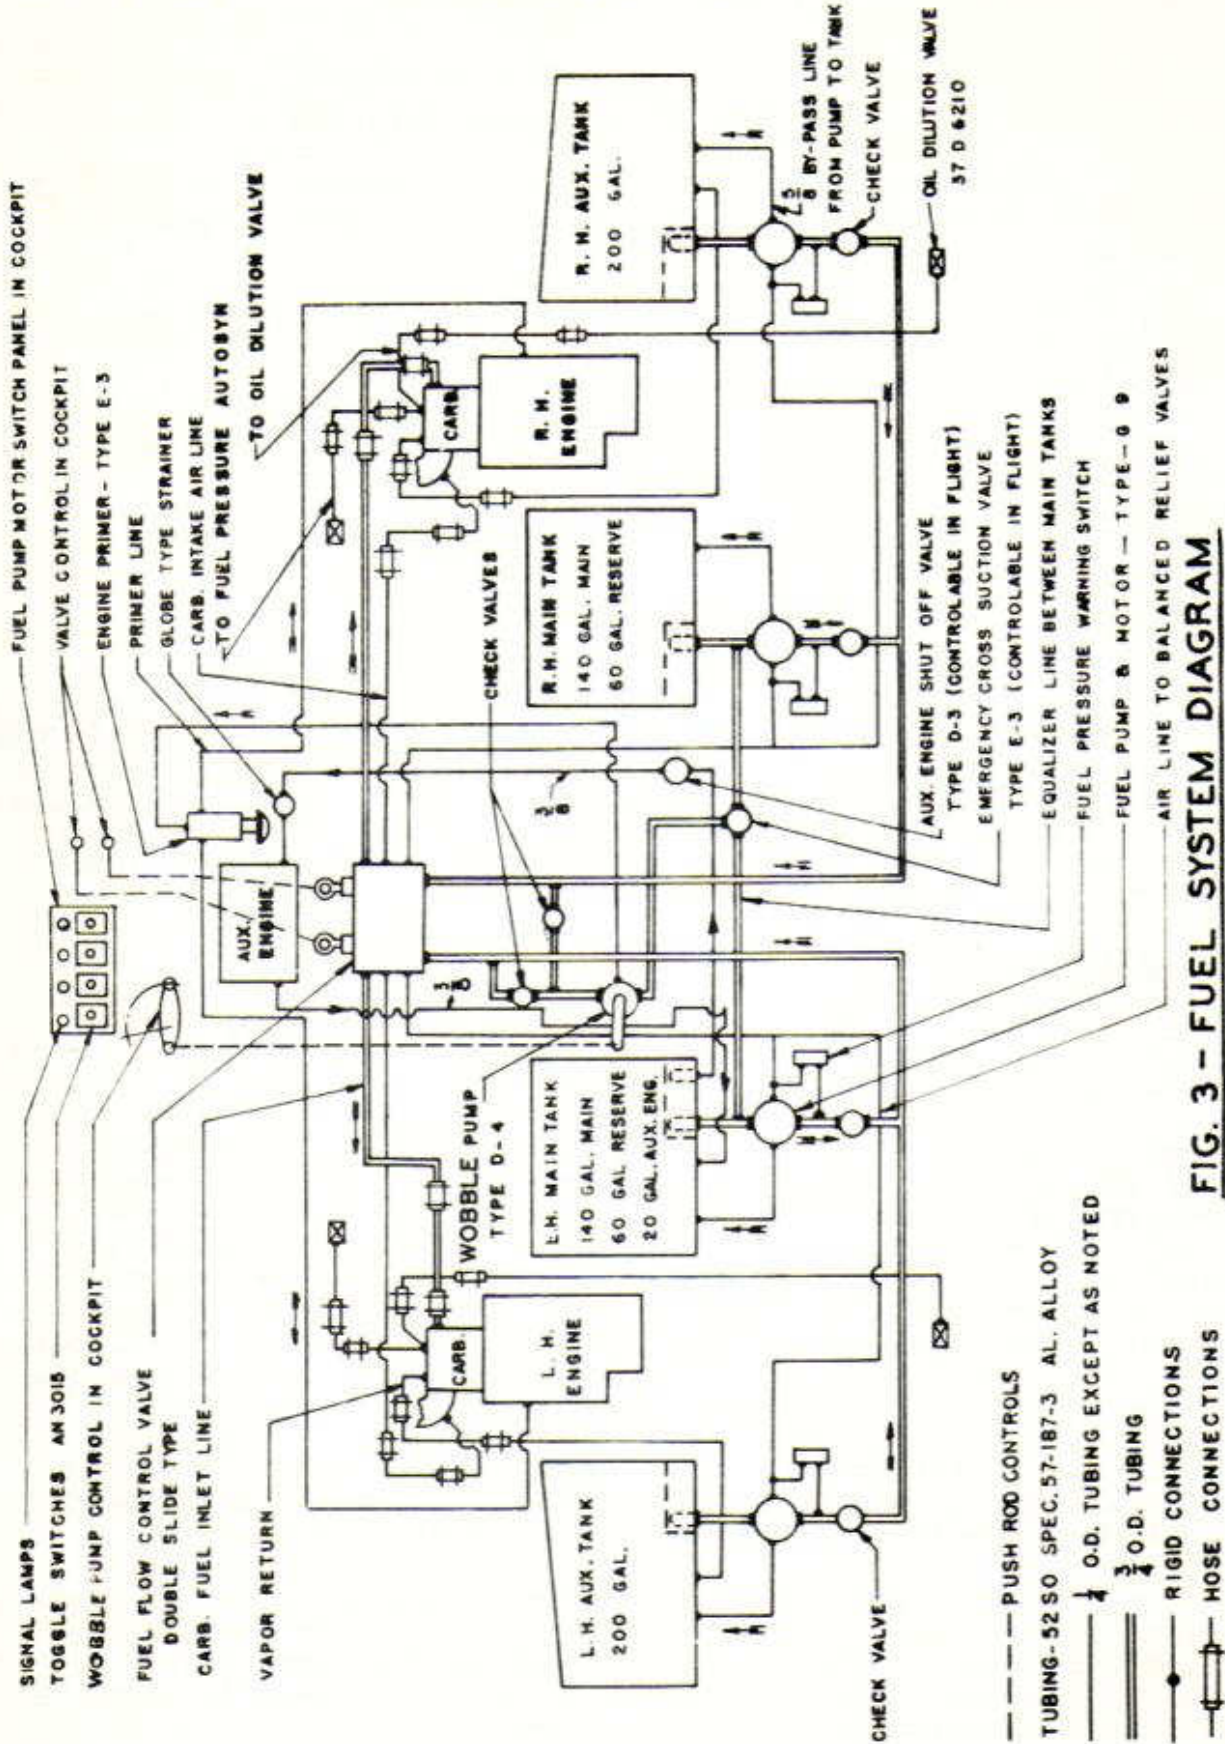 SIGNAL LAMPS
TOGGLE SWITCHES AN 3015
WOBBLE PUMP CONTROL IN COCKPIT
FUEL FLOW CONTROL VALVE
DOUBLE SLIDE TYPE
CARB. FUEL INLET LINE
VAPOR RETURN
FUEL PUMP MOTOR SWITCH PANEL IN COCKPIT
VALVE CONTROL IN COCKPIT
ENGINE PRIMER - TYPE E-3
PRIMER LINE
GLOBE TYPE STRAINER
CARB. INTAKE AIR LINE
TO FUEL PRESSURE AUTOSYN
TO OIL DILUTION VALVE
AUX.
ENGINE
3/8
3/8
CHECK VALVES
WOBBLE PUMP
TYPE D-4
CARB.
L. H.
ENGINE
CARB.
R. H.
ENGINE
L. H. AUX. TANK
200 GAL.
L.H. MAIN TANK
140 GAL. MAIN
60 GAL RESERVE
20 GAL. AUX. ENG.
R.H. MAIN TANK
140 GAL. MAIN
60 GAL. RESERVE
R. H. AUX. TANK
200 GAL.
5/8 BY-PASS LINE
FROM PUMP TO TANK
CHECK VALVE
OIL DILUTION VALVE
37 D 6210
CHECK VALVE
AUX. ENGINE SHUT OFF VALVE
TYPE D-3 (CONTROLABLE IN FLIGHT)
EMERGENCY CROSS SUCTION VALVE
TYPE E-3 (CONTROLABLE IN FLIGHT)
EQUALIZER LINE BETWEEN MAIN TANKS
FUEL PRESSURE WARNING SWITCH
FUEL PUMP & MOTOR - TYPE - G 9
AIR LINE TO BALANCED RELIEF VALVES
PUSH ROD CONTROLS
TUBING - 52 SO SPEC. 57-187-3 AL. ALLOY
1/4 O.D. TUBING EXCEPT AS NOTED
3/4 O.D. TUBING
RIGID CONNECTIONS
HOSE CONNECTIONS
FIG. 3 - FUEL SYSTEM DIAGRAM